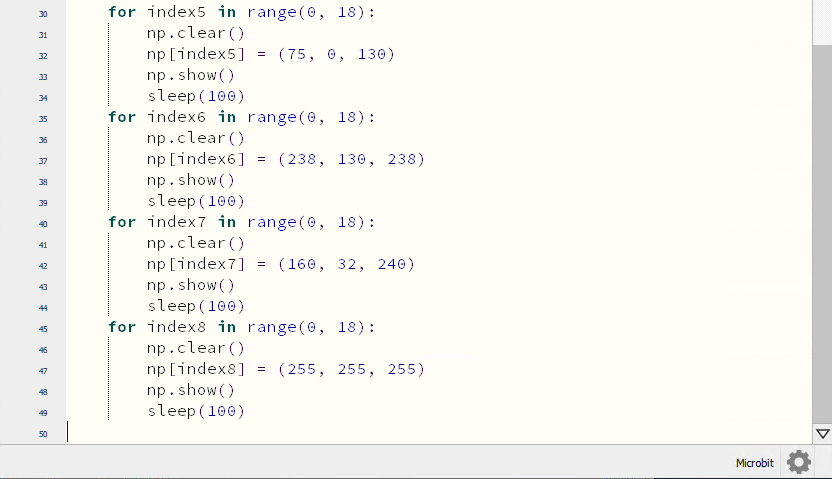 30 for index5 in range(0, 18):
31 np.clear()
32 np[index5] = (75, 0, 130)
33 np.show()
34 sleep(100)
35 for index6 in range(0, 18):
36 np.clear()
37 np[index6] = (238, 130, 238)
38 np.show()
39 sleep(100)
40 for index7 in range(0, 18):
41 np.clear()
42 np[index7] = (160, 32, 240)
43 np.show()
44 sleep(100)
45 for index8 in range(0, 18):
46 np.clear()
47 np[index8] = (255, 255, 255)
48 np.show()
49 sleep(100)
50
Microbit